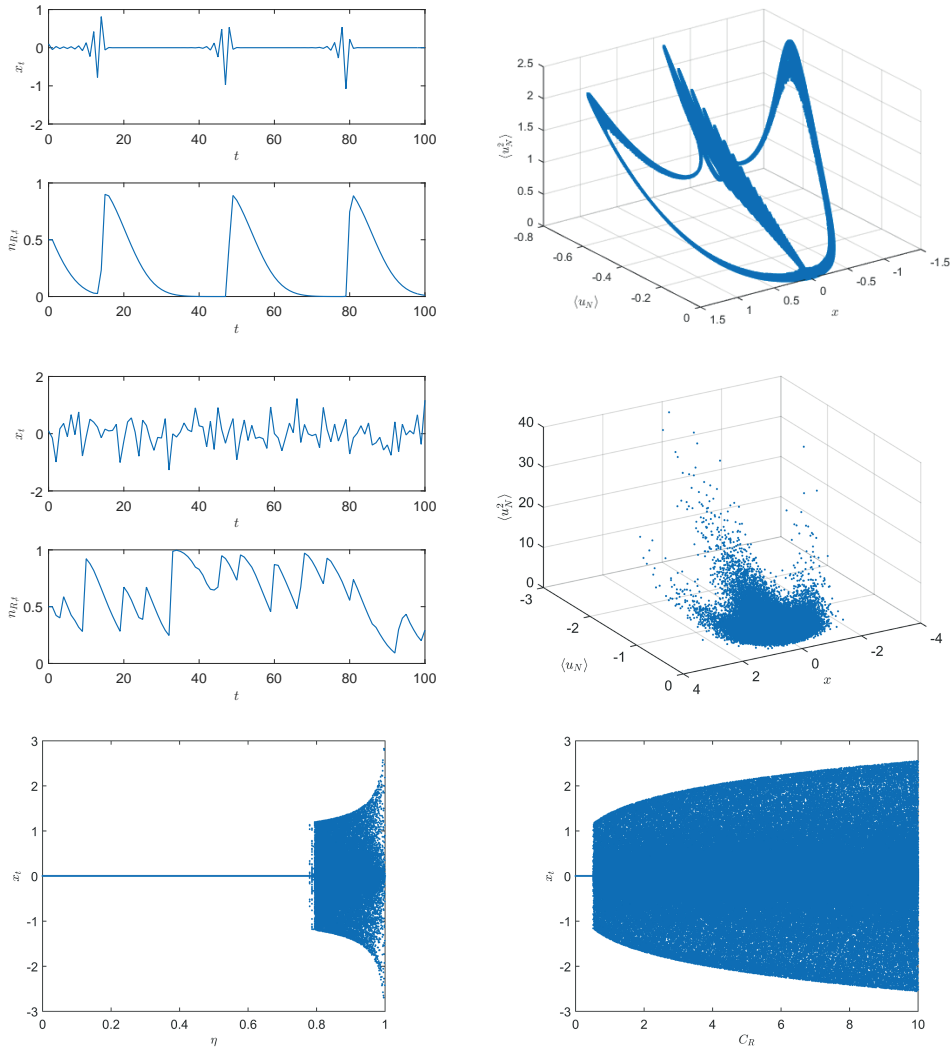 1
0
-1
-2
x_t
0 20 40 60 80 100
t
1
0.5
0
n_{R,t}
0 20 40 60 80 100
t
2.5
2
1.5
1
0.5
0
⟨u_N^2⟩
-0.8
-0.6
-0.4
-0.2
0
⟨u_N⟩
1.5 1 0.5 0 -0.5 -1 -1.5
x
2
0
-2
x_t
0 20 40 60 80 100
t
1
0.5
0
n_{R,t}
0 20 40 60 80 100
t
40
30
20
10
0
⟨u_N^2⟩
-3
-2
-1
0
⟨u_N⟩
4 2 0 -2 -4
x
3
2
1
0
-1
-2
-3
x_t
0 0.2 0.4 0.6 0.8 1
η
3
2
1
0
-1
-2
-3
x_t
0 2 4 6 8 10
C_R